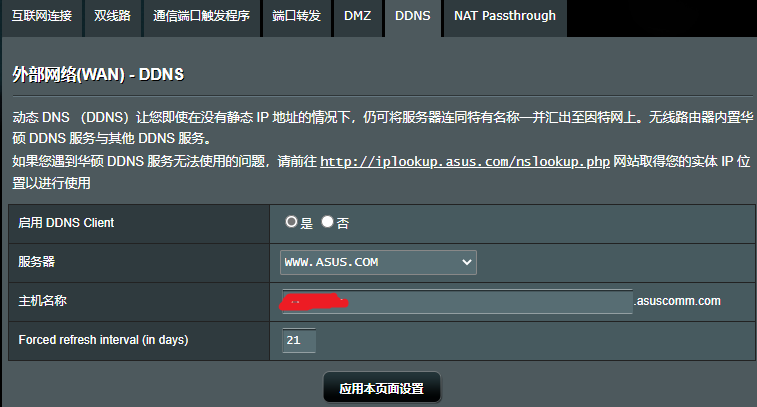 互联网连接 双线路 通信端口触发程序 端口转发 DMZ DDNS NAT Passthrough
外部网络(WAN) - DDNS
动态 DNS （DDNS）让您即使在没有静态 IP 地址的情况下，仍可将服务器连同特有名称一并汇出至因特网上。无线路由器内置华
硕 DDNS 服务与其他 DDNS 服务。
如果您遇到华硕 DDNS 服务无法使用的问题，请前往 http://iplookup.asus.com/nslookup.php 网站取得您的实体 IP 位
置以进行使用
启用 DDNS Client 是 否
服务器 WWW.ASUS.COM
主机名称 .asuscomm.com
Forced refresh interval (in days) 21
应用本页面设置